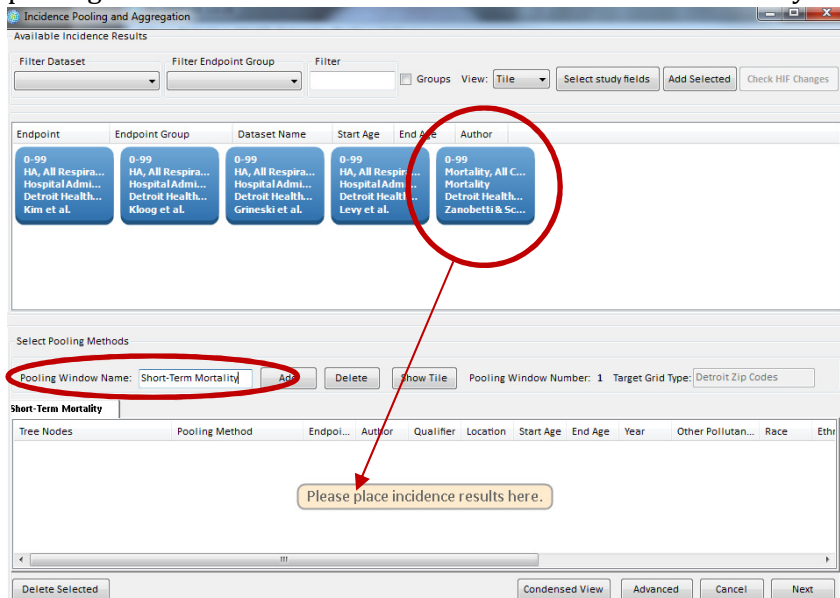 Incidence Pooling and Aggregation
Available Incidence Results
Filter Dataset Filter Endpoint Group Filter
Groups View: Tile Select study fields Add Selected Check HIF Changes
Endpoint Endpoint Group Dataset Name Start Age End Age Author
0-99
HA, All Respira...
Hospital Admi...
Detroit Health...
Kim et al.
0-99
HA, All Respira...
Hospital Admi...
Detroit Health...
Kloog et al.
0-99
HA, All Respira...
Hospital Admi...
Detroit Health...
Grineski et al.
0-99
HA, All Respira...
Hospital Admi...
Detroit Health...
Levy et al.
0-99
Mortality, All C...
Mortality
Detroit Health...
Zanobetti & Sc...
Select Pooling Methods
Pooling Window Name: Short-Term Mortality Add Delete Show Tile Pooling Window Number: 1 Target Grid Type: Detroit Zip Codes
Short-Term Mortality
Tree Nodes Pooling Method Endpoi... Author Qualifier Location Start Age End Age Year Other Pollutan... Race Ethr
Please place incidence results here.
Delete Selected Condensed View Advanced Cancel Next